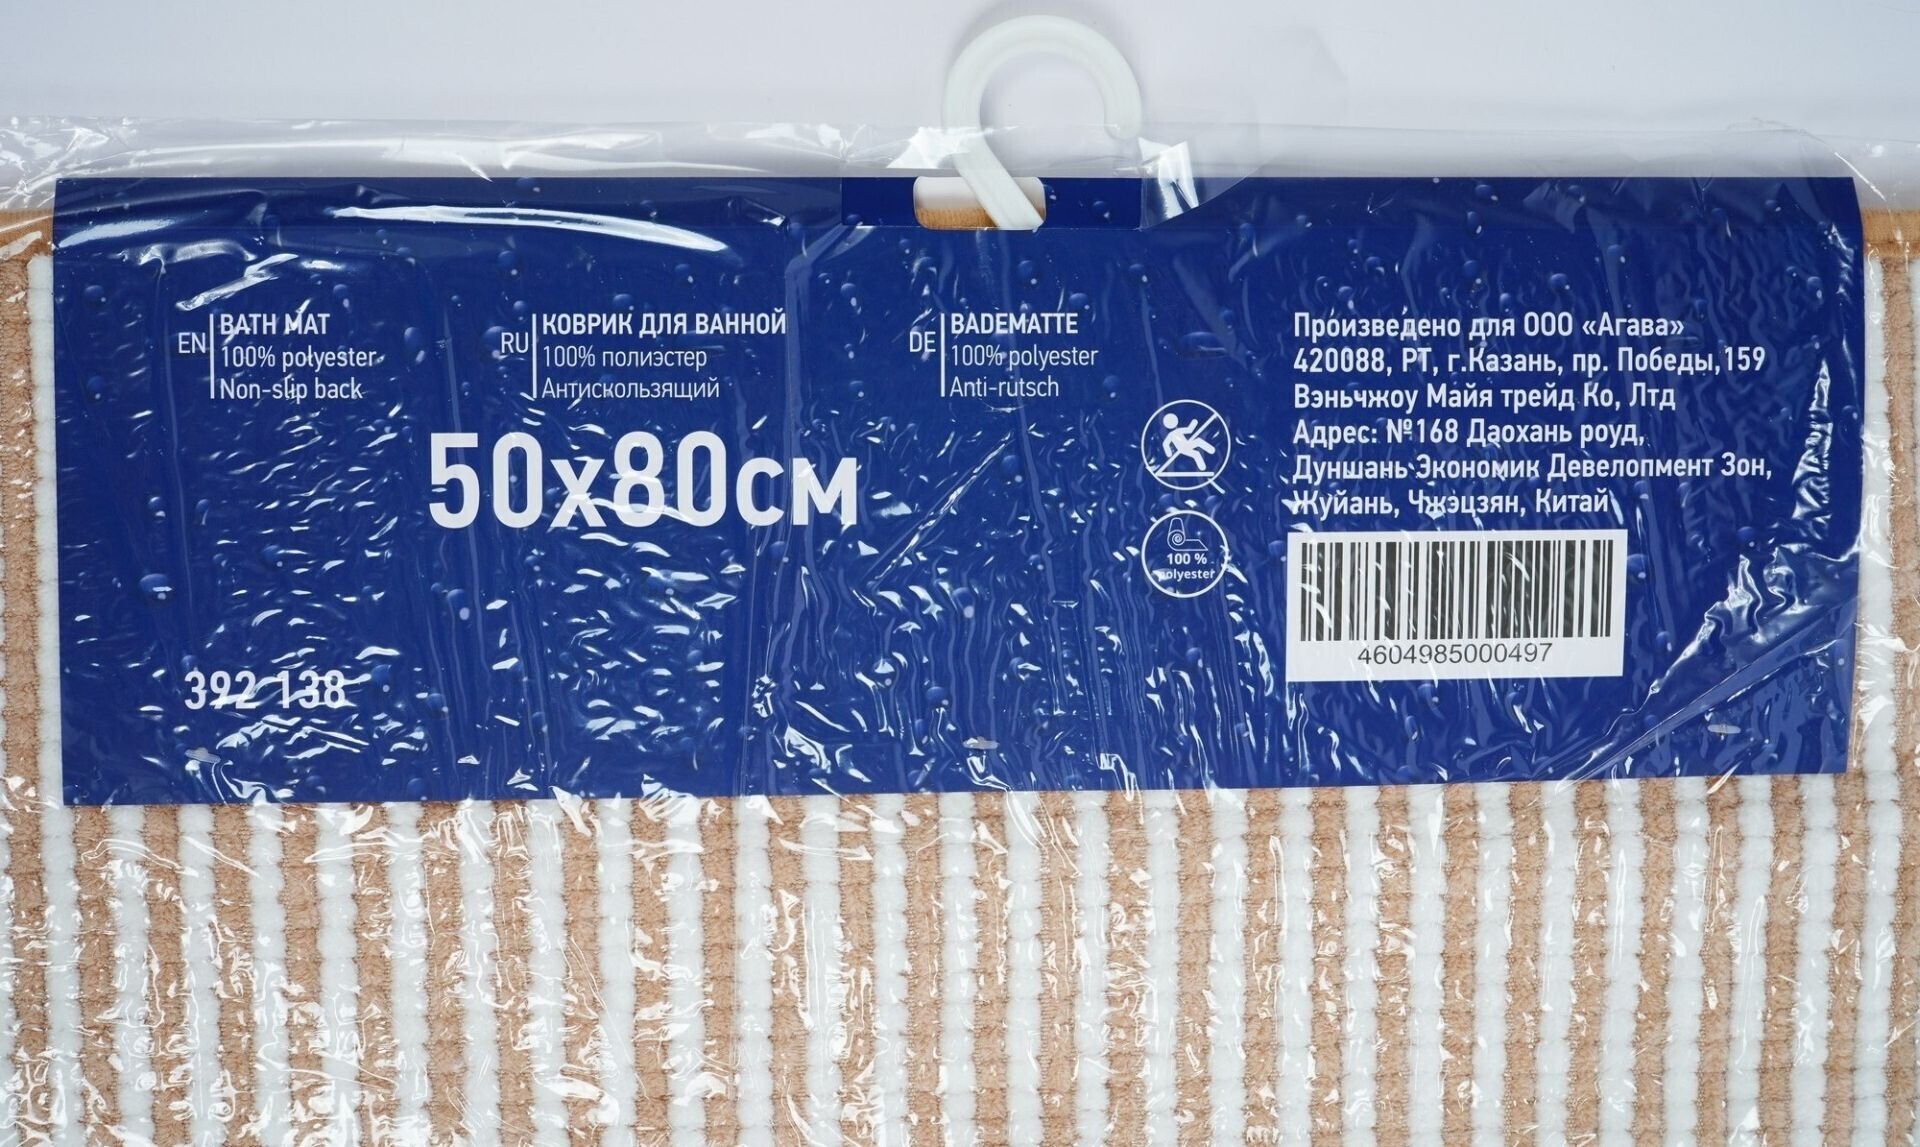 EN
BATH MAT
100% polyester
Non-slip back
RU
КОВРИК ДЛЯ ВАННОЙ
100% полиэстер
Антискользящий
DE
BADEMATTE
100% polyester
Anti-rutsch
50х80см
392 138
100 %
polyester
Произведено для ООО «Агава»
420088, РТ, г.Казань, пр. Победы,159
Вэньчжоу Майя трейд Ко, Лтд
Адрес: №168 Даохань роуд,
Дуншань Экономик Девелопмент Зон,
Жуйань, Чжэцзян, Китай
4604985000497